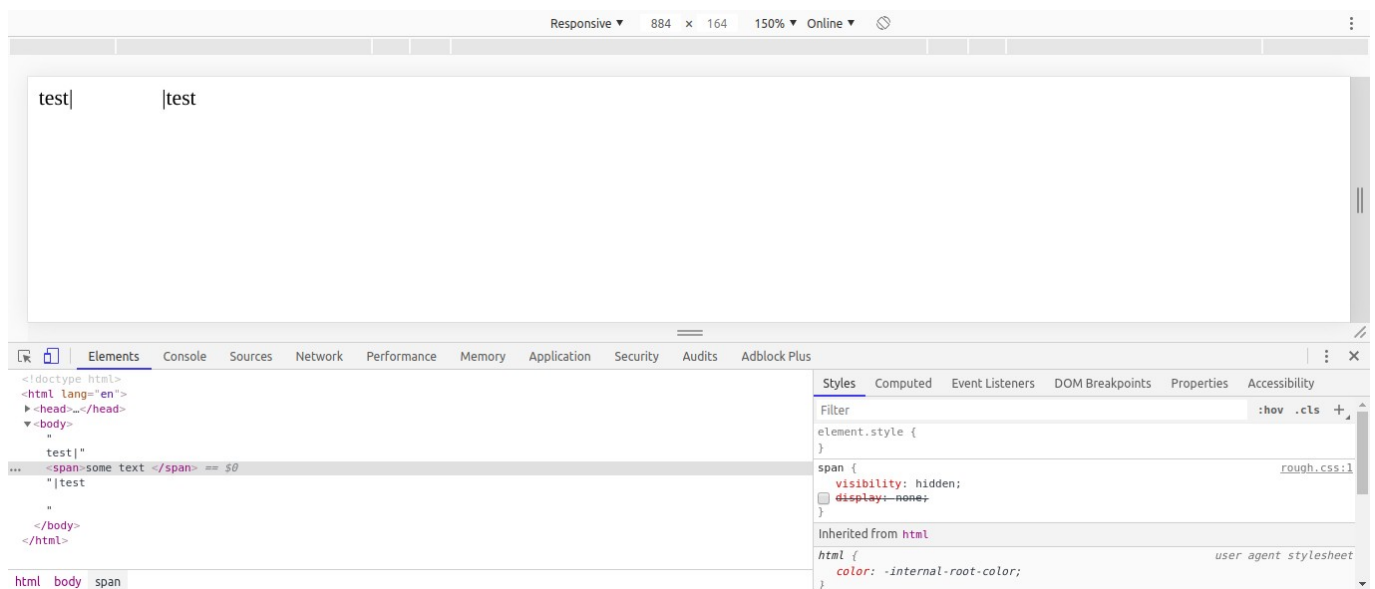 Responsive ▼ 884 × 164 150% ▼ Online ▼
test| |test
Elements Console Sources Network Performance Memory Application Security Audits Adblock Plus
<!doctype html>
<html lang="en">
▶<head>…</head>
▼<body>
"
test|"
... <span>some text </span> == $0
"|test
"
</body>
</html>
html body span
Styles Computed Event Listeners DOM Breakpoints Properties Accessibility
Filter :hov .cls +
element.style {
}
span { rough.css:1
visibility: hidden;
display: none;
}
Inherited from html
html { user agent stylesheet
color: -internal-root-color;
}